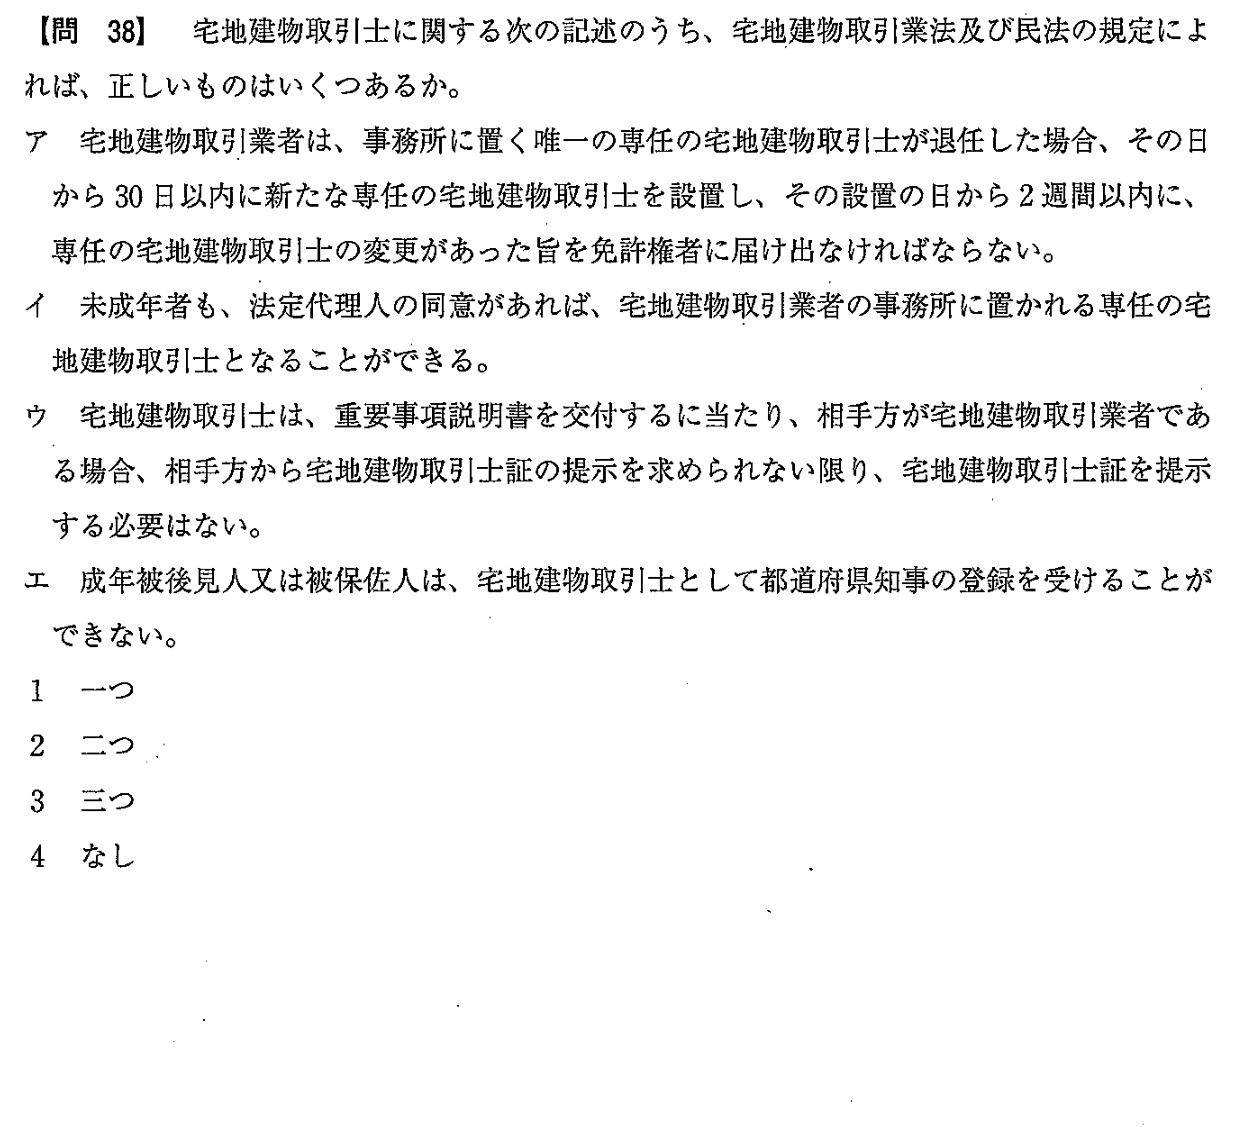 【問　38】　宅地建物取引士に関する次の記述のうち、宅地建物取引業法及び民法の規定によ
れば、正しいものはいくつあるか。
ア　宅地建物取引業者は、事務所に置く唯一の専任の宅地建物取引士が退任した場合、その日
から 30 日以内に新たな専任の宅地建物取引士を設置し、その設置の日から 2 週間以内に、
専任の宅地建物取引士の変更があった旨を免許権者に届け出なければならない。
イ　未成年者も、法定代理人の同意があれば、宅地建物取引業者の事務所に置かれる専任の宅
地建物取引士となることができる。
ウ　宅地建物取引士は、重要事項説明書を交付するに当たり、相手方が宅地建物取引業者であ
る場合、相手方から宅地建物取引士証の提示を求められない限り、宅地建物取引士証を提示
する必要はない。
エ　成年被後見人又は被保佐人は、宅地建物取引士として都道府県知事の登録を受けることが
できない。
1　一つ
2　二つ
3　三つ
4　なし